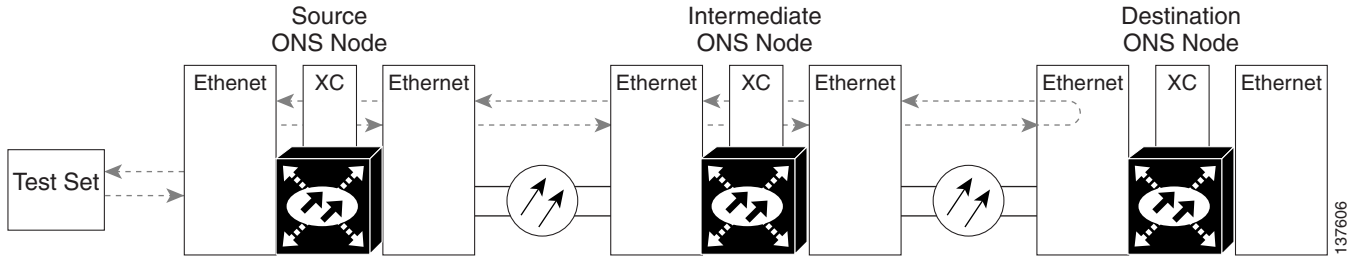 Source
ONS Node
Intermediate
ONS Node
Destination
ONS Node
Ethenet
XC
Ethernet
Ethernet
XC
Ethernet
Ethernet
XC
Ethernet
Test Set
137606